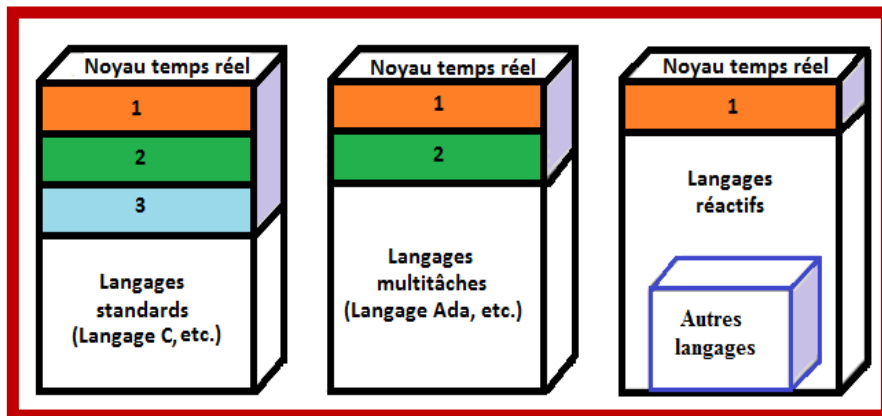 Noyau temps réel
1
2
3
Langages
standards
(Langage C, etc.)
Noyau temps réel
1
2
Langages
multitâches
(Langage Ada, etc.)
Noyau temps réel
1
Langages
réactifs
Autres
langages